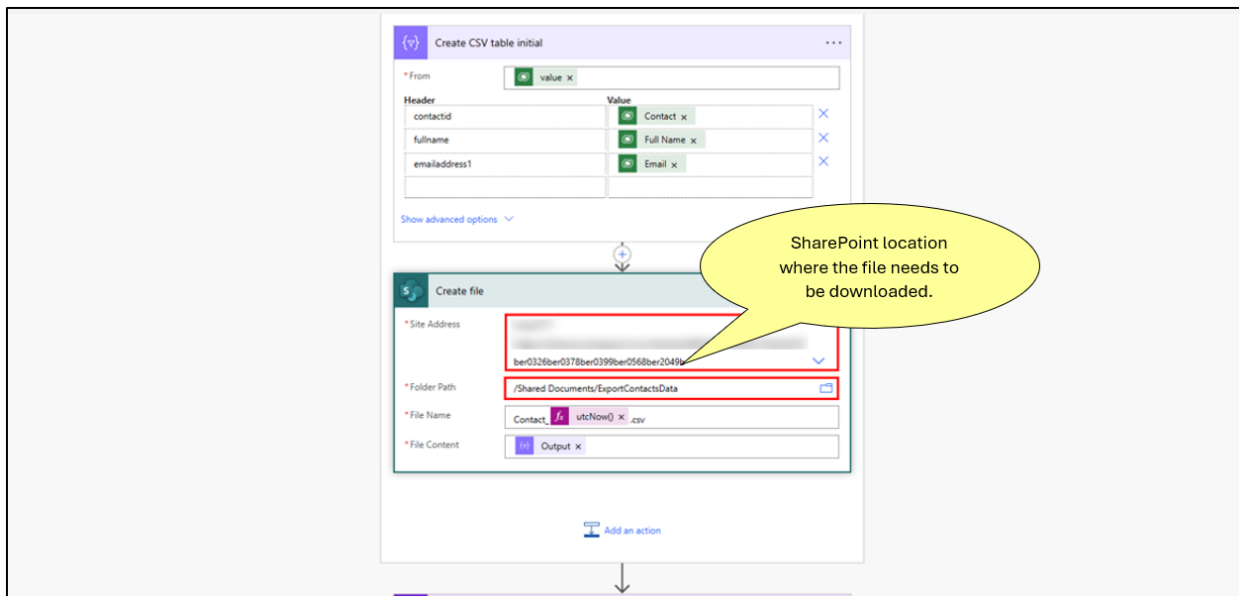 Create CSV table initial
* From
value ×
Header Value
contactid Contact ×
fullname Full Name ×
emailaddress1 Email ×
Show advanced options
SharePoint location
where the file needs to
be downloaded.
Create file
* Site Address
ber0326ber0378ber0399ber0568ber2049b
* Folder Path /Shared Documents/ExportContactsData
* File Name Contact_ fx utcNow() × .csv
* File Content Output ×
Add an action